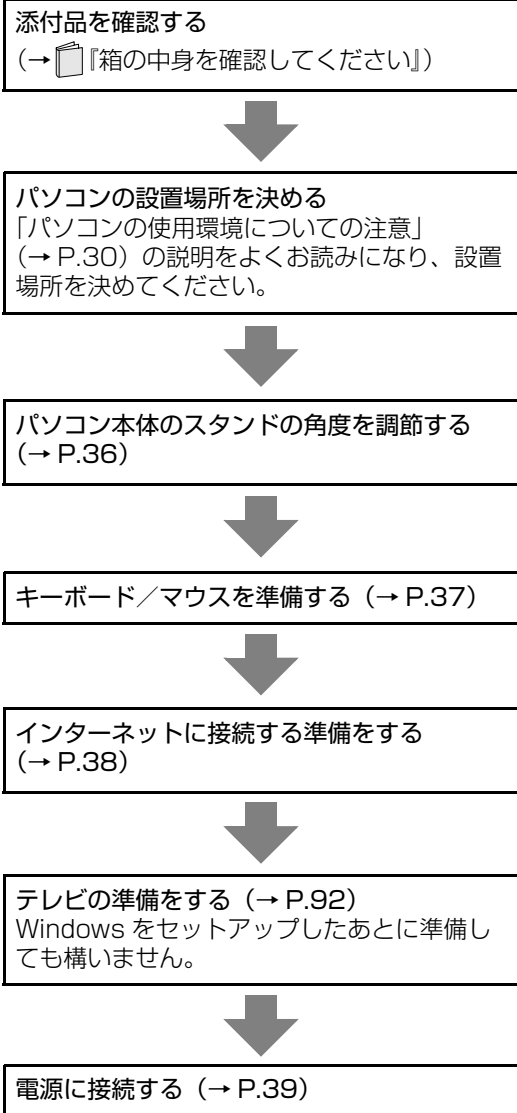 添付品を確認する
(→『箱の中身を確認してください』)
パソコンの設置場所を決める
「パソコンの使用環境についての注意」
(→ P.30)の説明をよくお読みになり、設置
場所を決めてください。
パソコン本体のスタンドの角度を調節する
(→ P.36)
キーボード/マウスを準備する(→ P.37)
インターネットに接続する準備をする
(→ P.38)
テレビの準備をする(→ P.92)
Windows をセットアップしたあとに準備し
ても構いません。
電源に接続する(→ P.39)